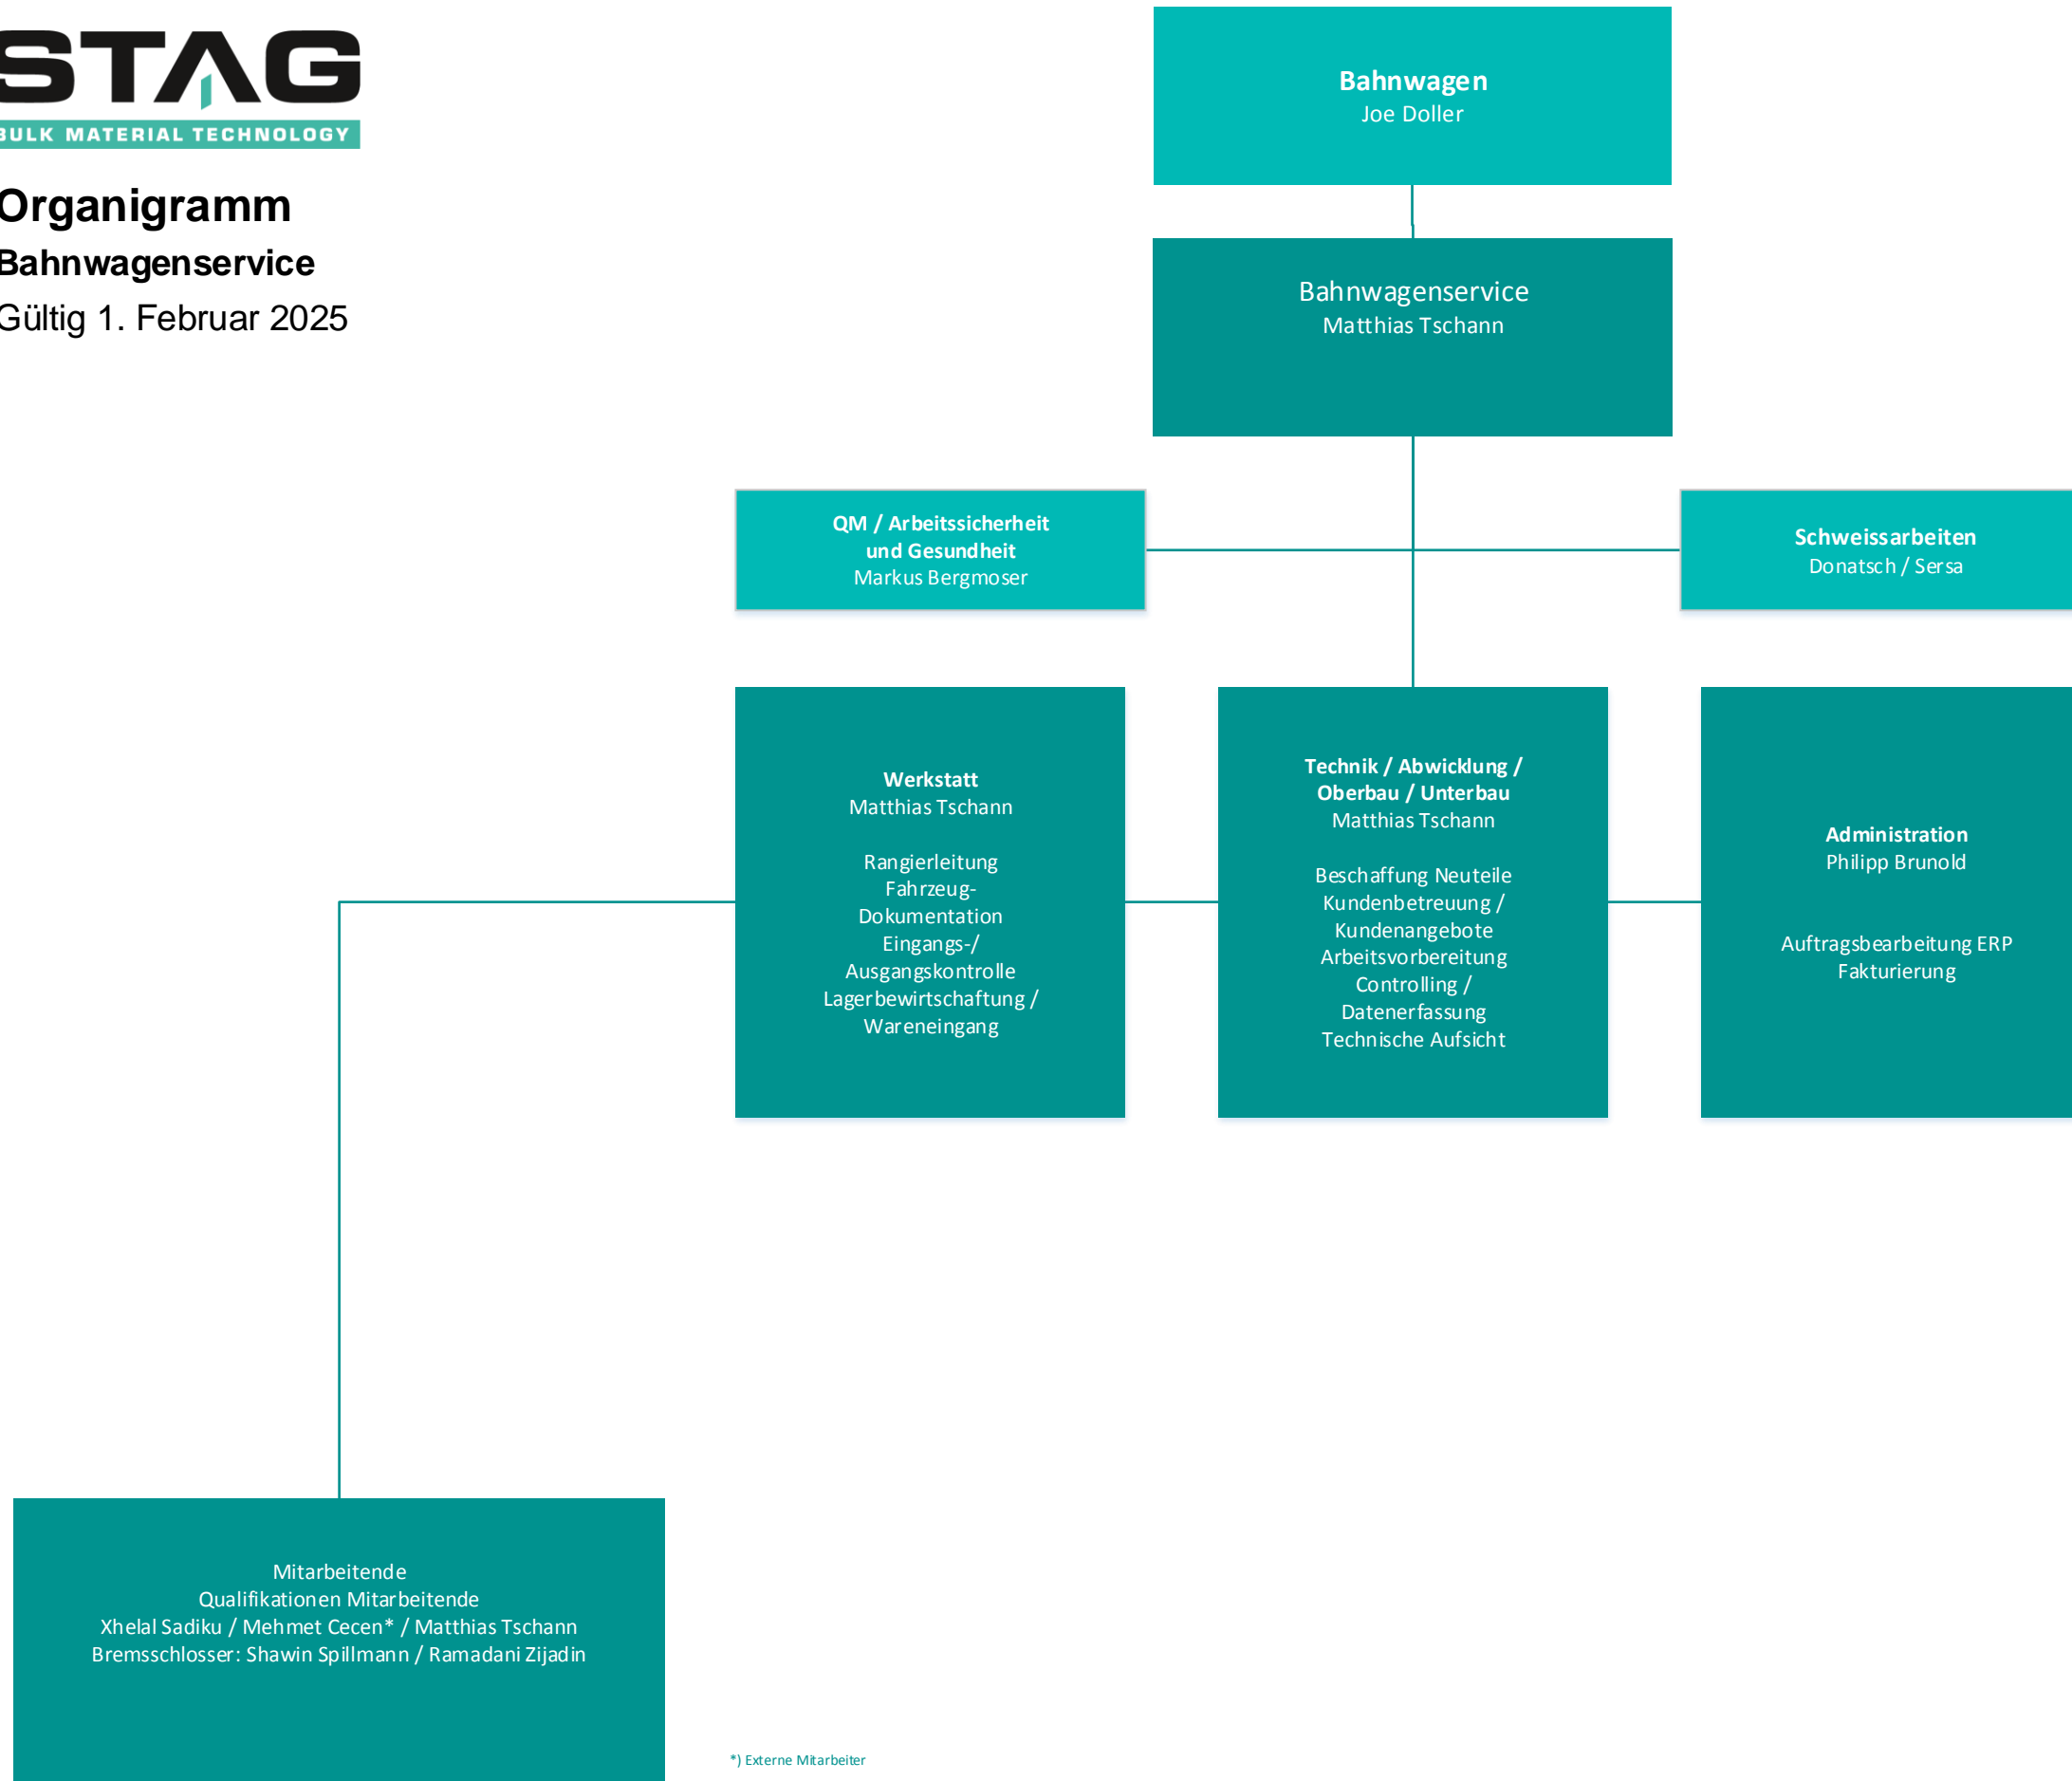 STAG
BULK MATERIAL TECHNOLOGY
Organigramm
Bahnwagenservice
Gültig 1. Februar 2025
Bahnwagen
Joe Doller
Bahnwagenservice
Matthias Tschann
QM / Arbeitssicherheit
und Gesundheit
Markus Bergmoser
Schweissarbeiten
Donatsch / Sersa
Werkstatt
Matthias Tschann
Rangierleitung
Fahrzeug-
Dokumentation
Eingangs-/
Ausgangskontrolle
Lagerbewirtschaftung /
Wareneingang
Technik / Abwicklung /
Oberbau / Unterbau
Matthias Tschann
Beschaffung Neuteile
Kundenbetreuung /
Kundenangebote
Arbeitsvorbereitung
Controlling /
Datenerfassung
Technische Aufsicht
Administration
Philipp Brunold
Auftragsbearbeitung ERP
Fakturierung
Mitarbeitende
Qualifikationen Mitarbeitende
Xhelal Sadiku / Mehmet Cecen* / Matthias Tschann
Bremsschlosser: Shawin Spillmann / Ramadani Zijadin
*) Externe Mitarbeiter